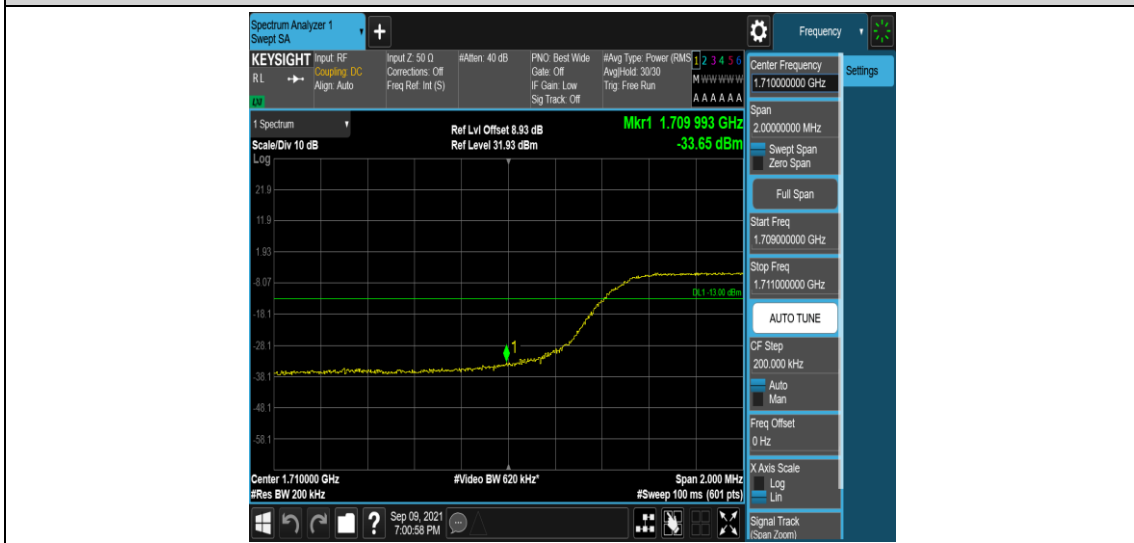 Spectrum Analyzer 1
Swept SA
Frequency
KEYSIGHT
RL
LXI
Input: RF
Coupling: DC
Align: Auto
Input Z: 50 Ω
Corrections: Off
Freq Ref: Int (S)
#Atten: 40 dB
PNO: Best Wide
Gate: Off
IF Gain: Low
Sig Track: Off
#Avg Type: Power (RMS
Avg|Hold: 30/30
Trig: Free Run
1 2 3 4 5 6
M W W W W W
A A A A A A
Center Frequency
1.710000000 GHz
Settings
Span
2.00000000 MHz
Swept Span
Zero Span
Full Span
Start Freq
1.709000000 GHz
Stop Freq
1.711000000 GHz
AUTO TUNE
CF Step
200.000 kHz
Auto
Man
Freq Offset
0 Hz
X Axis Scale
Log
Lin
Signal Track
(Span Zoom)
1 Spectrum
Scale/Div 10 dB
Log
Ref Lvl Offset 8.93 dB
Ref Level 31.93 dBm
Mkr1 1.709 993 GHz
-33.65 dBm
21.9
11.9
1.93
-8.07
DL1 -13.00 dBm
-18.1
-28.1
1
-38.1
-48.1
-58.1
Center 1.710000 GHz
#Video BW 620 kHz*
Span 2.000 MHz
#Res BW 200 kHz
#Sweep 100 ms (601 pts)
?
Sep 09, 2021
7:00:58 PM